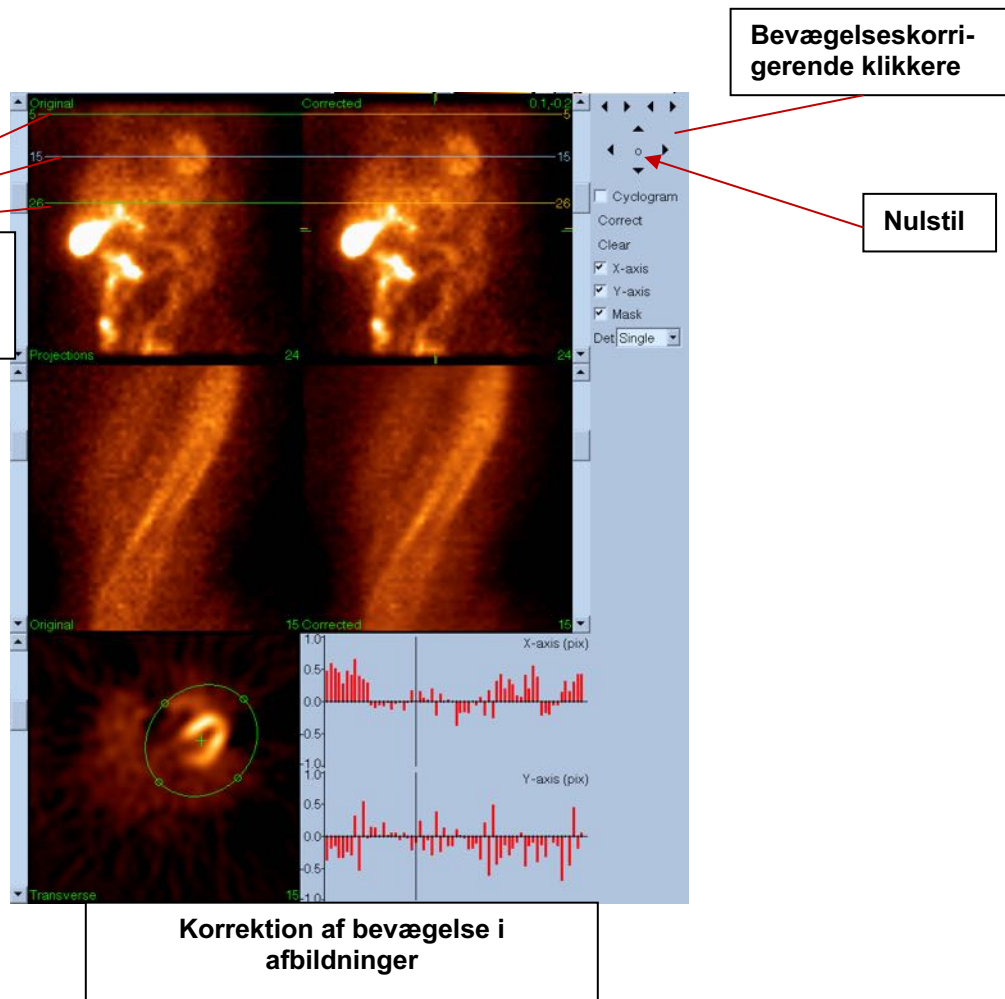 Bevægelseskorri-
gerende klikkere
Original
Corrected
0.1,-0.2
5
5
15
15
26
26
Cyclogram
Correct
Clear
X-axis
Y-axis
Mask
Det Single
Nulstil
Projections
24
24
Original
15
Corrected
15
X-axis (pix)
1.0
0.5
0.0
-0.5
-1.0
Y-axis (pix)
1.0
0.5
0.0
-0.5
-1.0
Transverse
15
Korrektion af bevægelse i
afbildninger